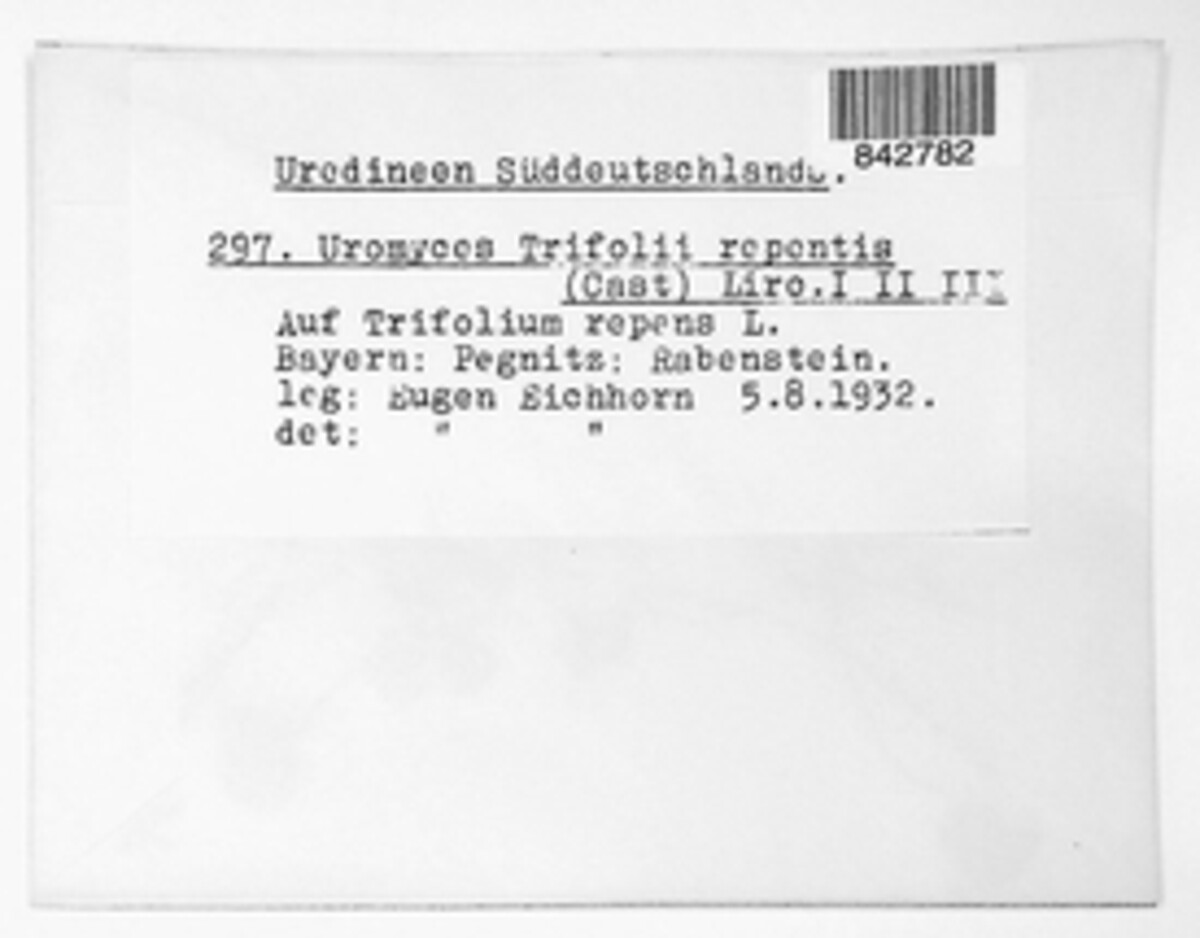 842782
Uredineen Süddeutschlands.
297. Uromyces Trifolii repentis
(Cast) Liro.I II III
Auf Trifolium repens L.
Bayern: Pegnitz: Rabenstein.
leg: Eugen Eichhorn 5.8.1932.
det: " "